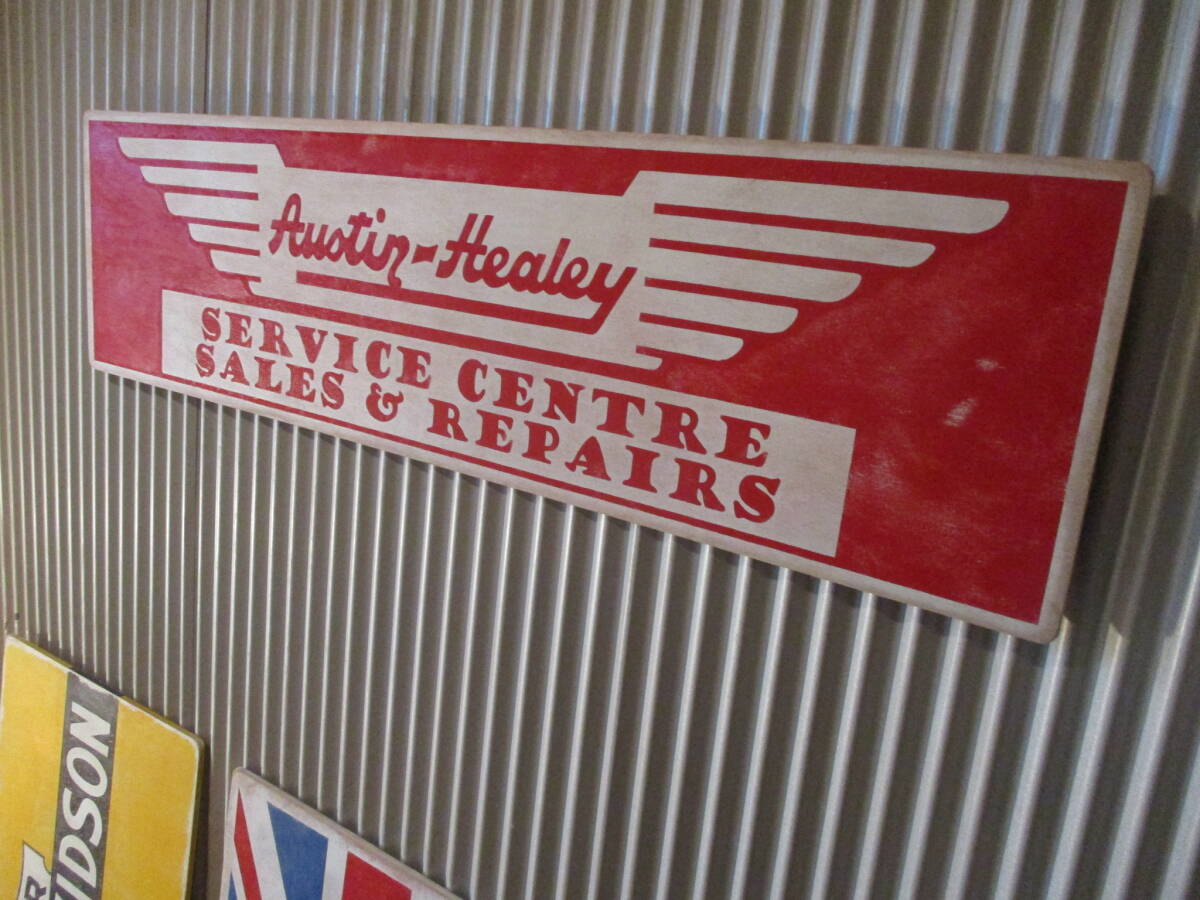 Austin-Healey
SERVICE CENTRE
SALES & REPAIRS
IDSON
R